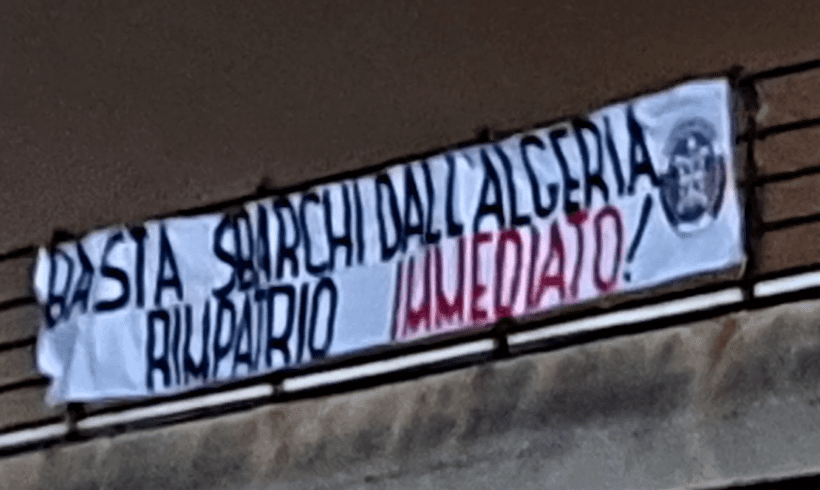 BASTA SBARCHI DALL'ALGERIA
RIMPATRIO IMMEDIATO!